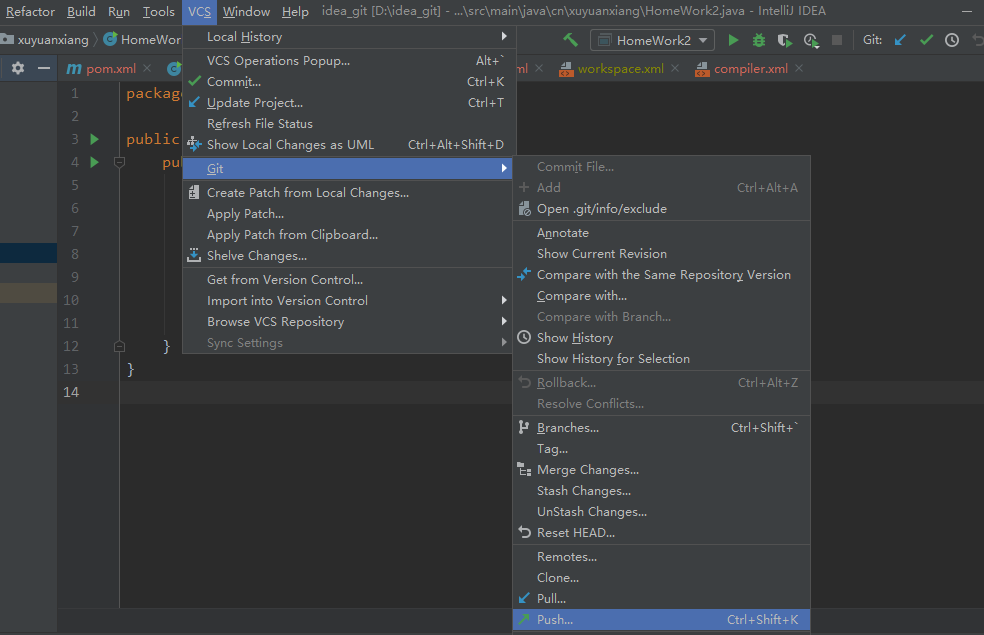 Refactor Build Run Tools VCS Window Help idea_git [D:\idea_git] - ...\src\main\java\cn\xuyuanxiang\HomeWork2.java - IntelliJ IDEA
xuyuanxiang HomeWor HomeWork2 Git:
pom.xml ml workspace.xml compiler.xml
1 package
2
3 public
4 pu
5
6
7
8
9
10
11
12 }
13 }
14
Local History
VCS Operations Popup... Alt+`
Commit... Ctrl+K
Update Project... Ctrl+T
Refresh File Status
Show Local Changes as UML Ctrl+Alt+Shift+D
Git
Create Patch from Local Changes...
Apply Patch...
Apply Patch from Clipboard...
Shelve Changes...
Get from Version Control...
Import into Version Control
Browse VCS Repository
Sync Settings
Commit File...
Add Ctrl+Alt+A
Open .git/info/exclude
Annotate
Show Current Revision
Compare with the Same Repository Version
Compare with...
Compare with Branch...
Show History
Show History for Selection
Rollback... Ctrl+Alt+Z
Resolve Conflicts...
Branches... Ctrl+Shift+`
Tag...
Merge Changes...
Stash Changes...
UnStash Changes...
Reset HEAD...
Remotes...
Clone...
Pull...
Push... Ctrl+Shift+K